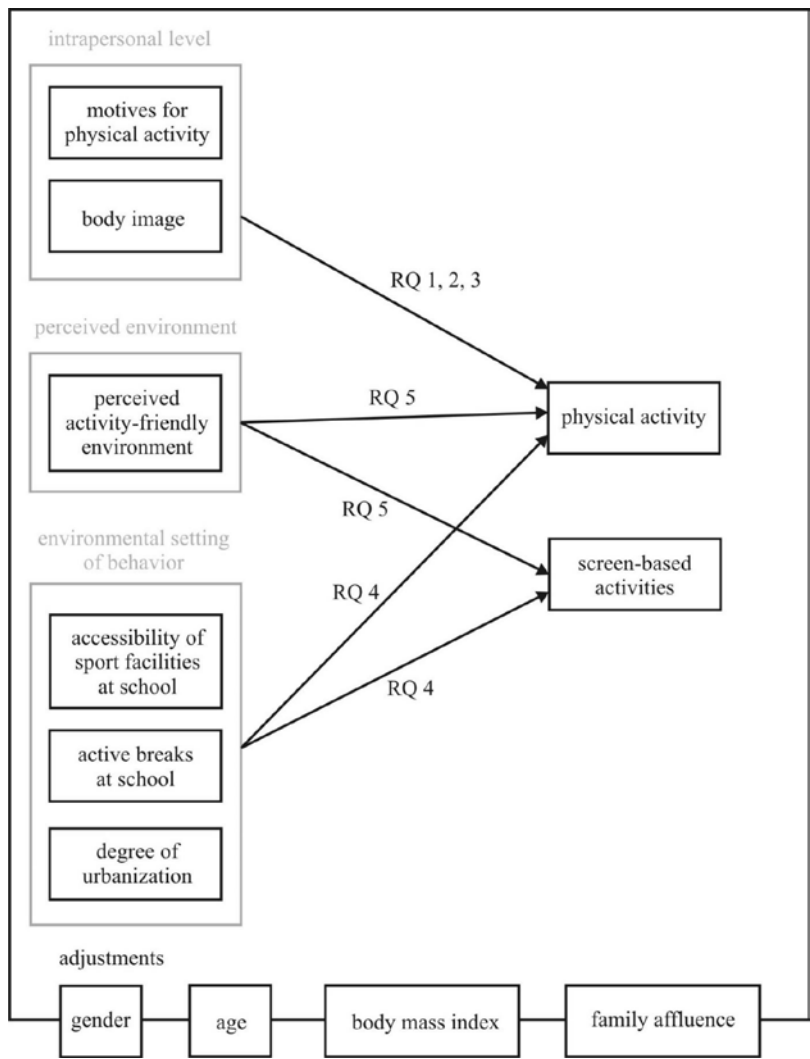 intrapersonal level
motives for
physical activity
body image
RQ 1, 2, 3
perceived environment
perceived
activity-friendly
environment
RQ 5
physical activity
RQ 5
environmental setting
of behavior
screen-based
activities
RQ 4
accessibility of
sport facilities
at school
RQ 4
active breaks
at school
degree of
urbanization
adjustments
gender
age
body mass index
family affluence